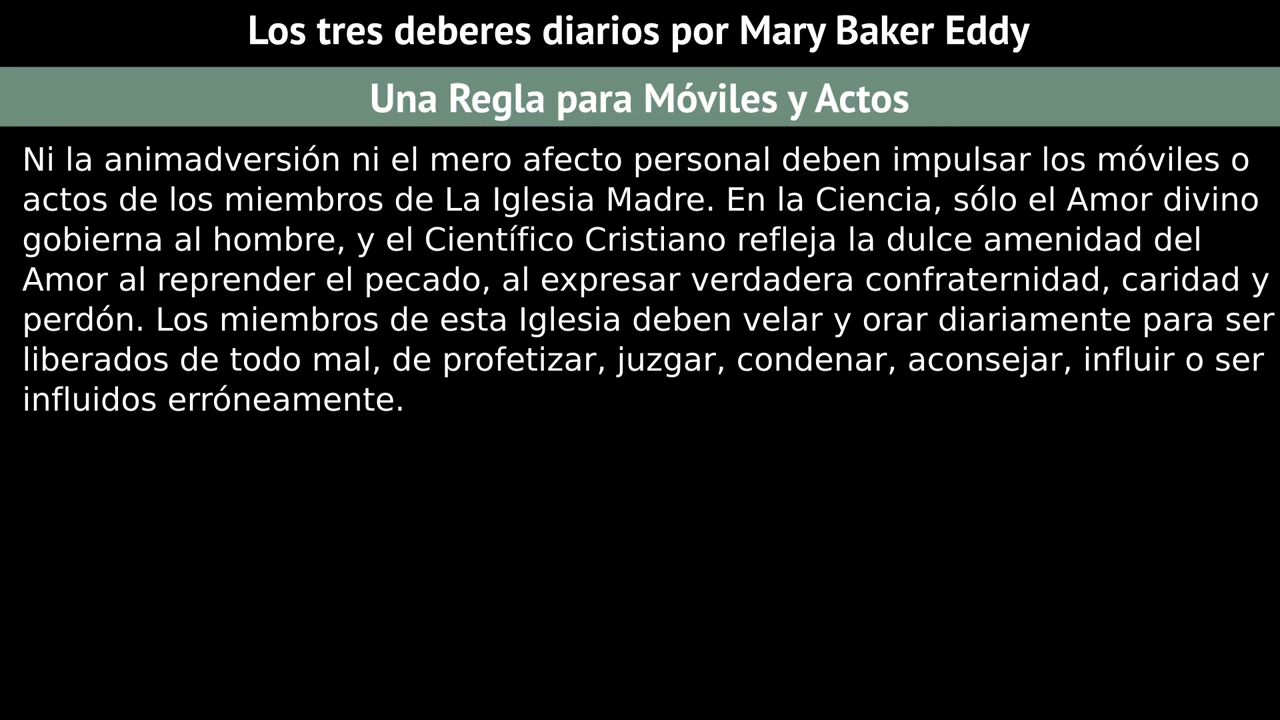 Los tres deberes diarios por Mary Baker Eddy
Una Regla para Móviles y Actos
Ni la animadversión ni el mero afecto personal deben impulsar los móviles o
actos de los miembros de La Iglesia Madre. En la Ciencia, sólo el Amor divino
gobierna al hombre, y el Científico Cristiano refleja la dulce amenidad del
Amor al reprender el pecado, al expresar verdadera confraternidad, caridad y
perdón. Los miembros de esta Iglesia deben velar y orar diariamente para ser
liberados de todo mal, de profetizar, juzgar, condenar, aconsejar, influir o ser
influidos erróneamente.